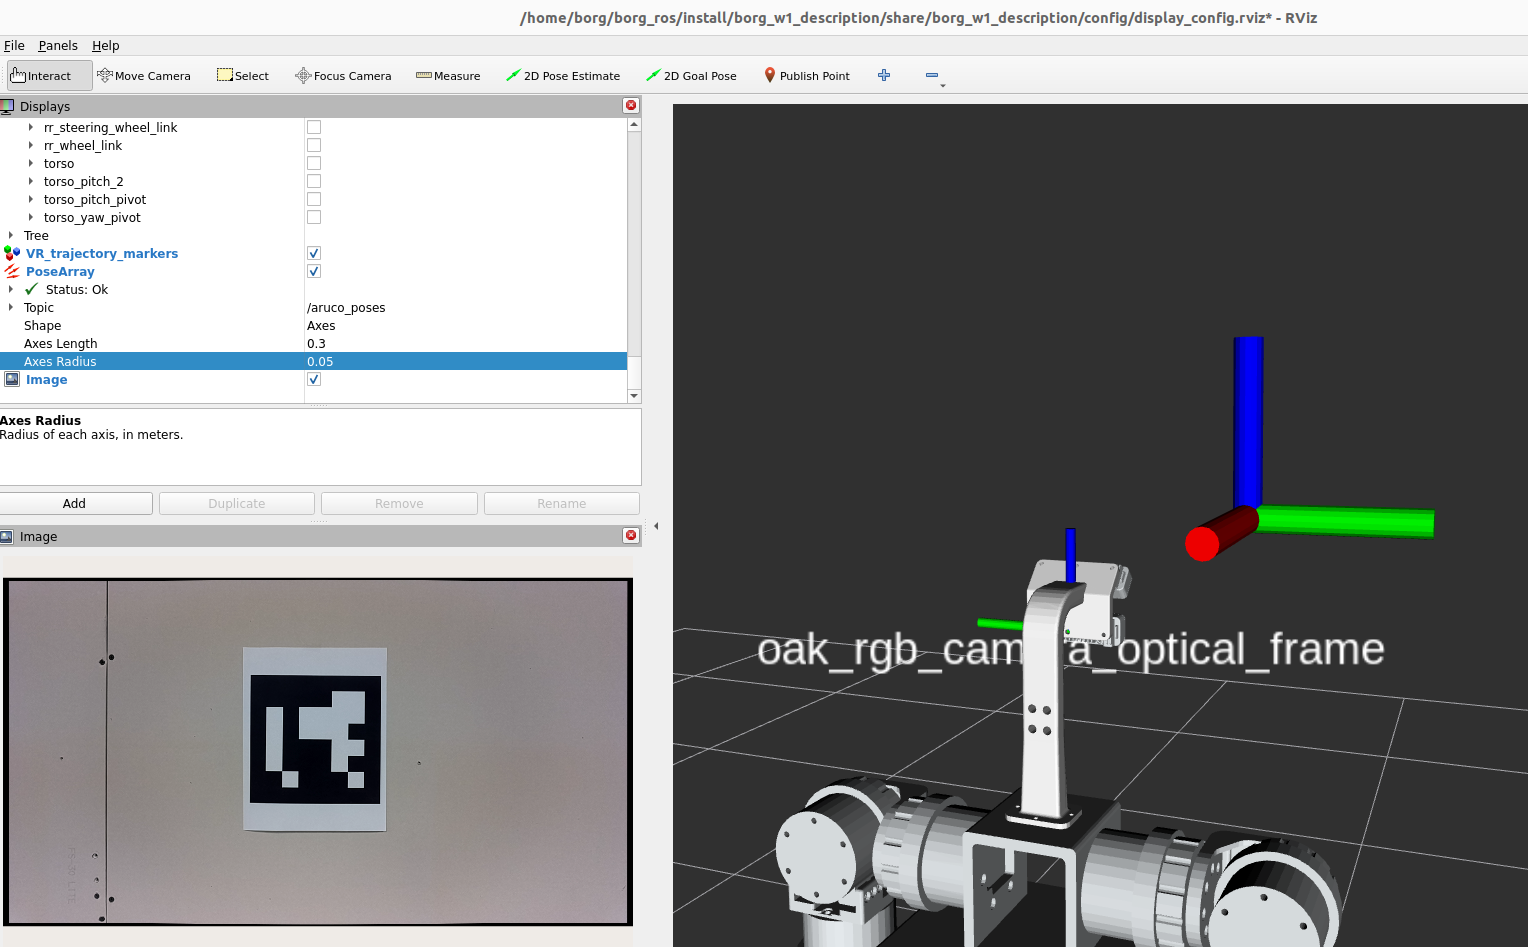 /home/borg/borg_ros/install/borg_w1_description/share/borg_w1_description/config/display_config.rviz* - RViz
File Panels Help
Interact Move Camera Select Focus Camera Measure 2D Pose Estimate 2D Goal Pose Publish Point
Displays
rr_steering_wheel_link
rr_wheel_link
torso
torso_pitch_2
torso_pitch_pivot
torso_yaw_pivot
Tree
VR_trajectory_markers
PoseArray
Status: Ok
Topic /aruco_poses
Shape Axes
Axes Length 0.3
Axes Radius 0.05
Image
Axes Radius
Radius of each axis, in meters.
Add Duplicate Remove Rename
Image
oak_rgb_camera_optical_frame